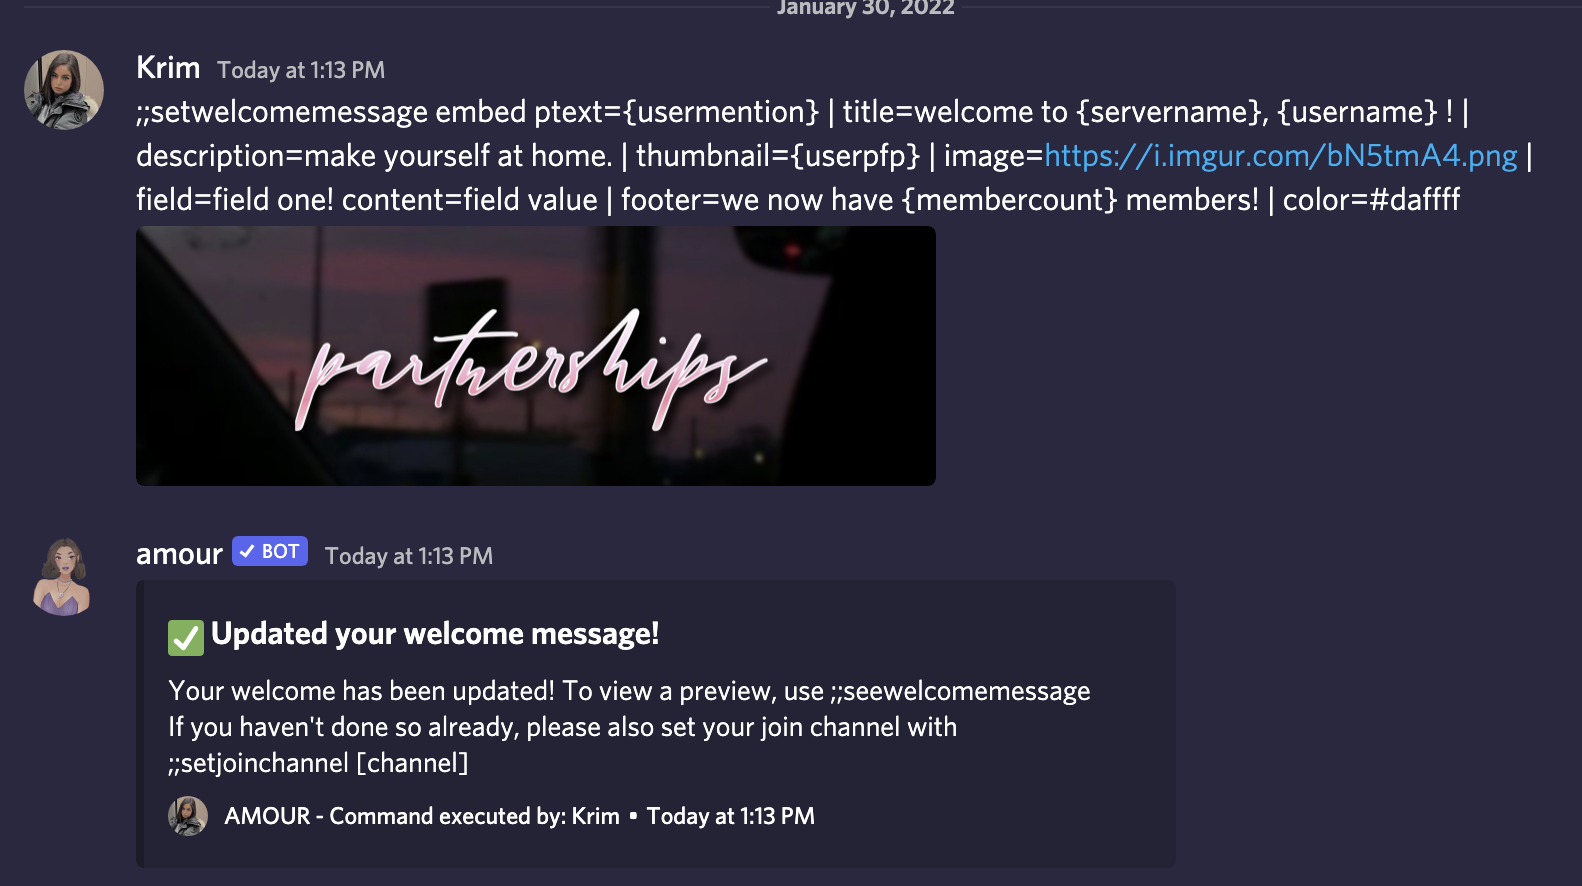 January 30, 2022
Krim Today at 1:13 PM
;;setwelcomemessage embed ptext={usermention} | title=welcome to {servername}, {username} ! |
description=make yourself at home. | thumbnail={userpfp} | image=https://i.imgur.com/bN5tmA4.png |
field=field one! content=field value | footer=we now have {membercount} members! | color=#daffff
partnerships
amour ✓ BOT Today at 1:13 PM
✅ Updated your welcome message!
Your welcome has been updated! To view a preview, use ;;seewelcomemessage
If you haven't done so already, please also set your join channel with
;;setjoinchannel [channel]
AMOUR - Command executed by: Krim • Today at 1:13 PM